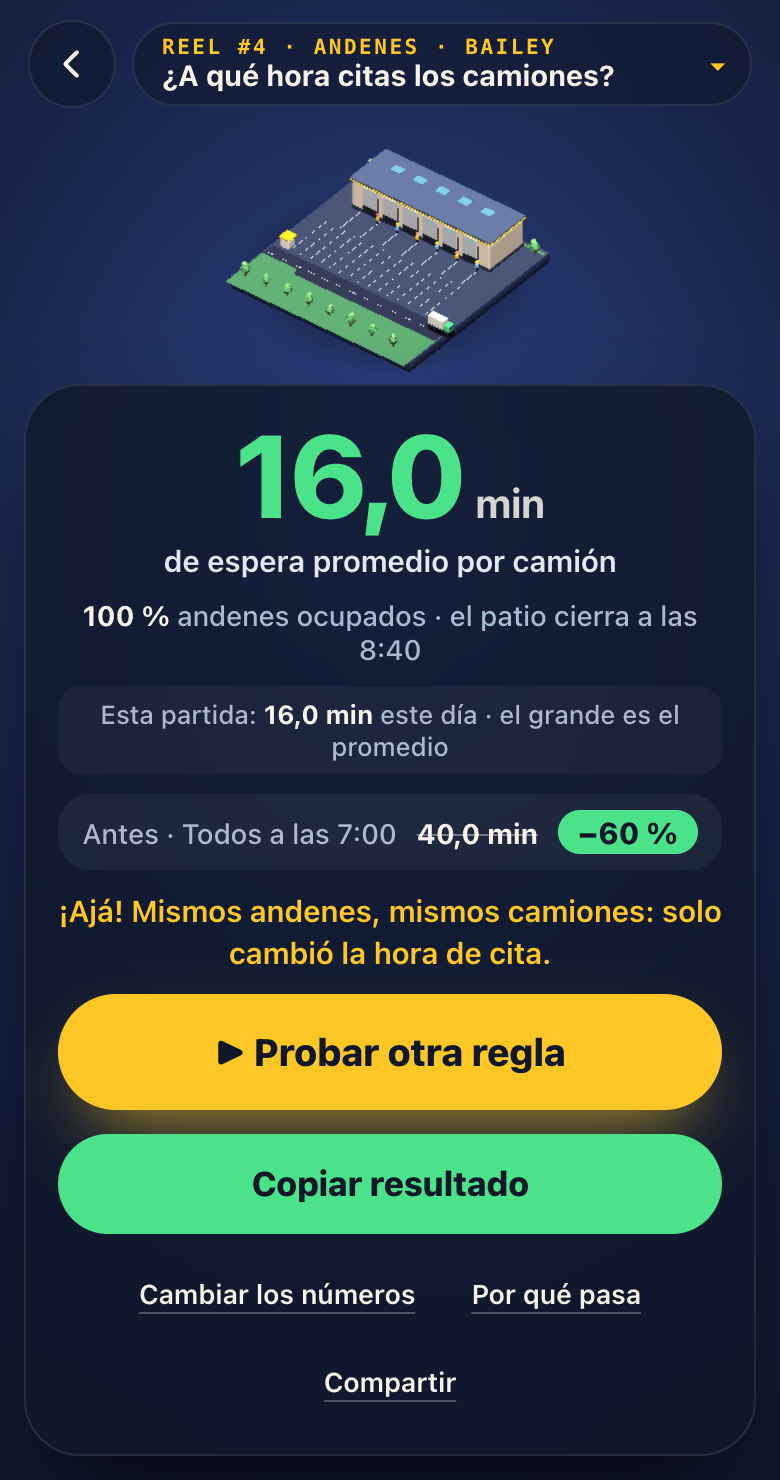 REEL #4 · ANDENES · BAILEY
¿A qué hora citas los camiones?
16,0 min
de espera promedio por camión
100 % andenes ocupados · el patio cierra a las
8:40
Esta partida: 16,0 min este día · el grande es el
promedio
Antes · Todos a las 7:00 40,0 min −60 %
¡Ajá! Mismos andenes, mismos camiones: solo
cambió la hora de cita.
Probar otra regla
Copiar resultado
Cambiar los números Por qué pasa
Compartir